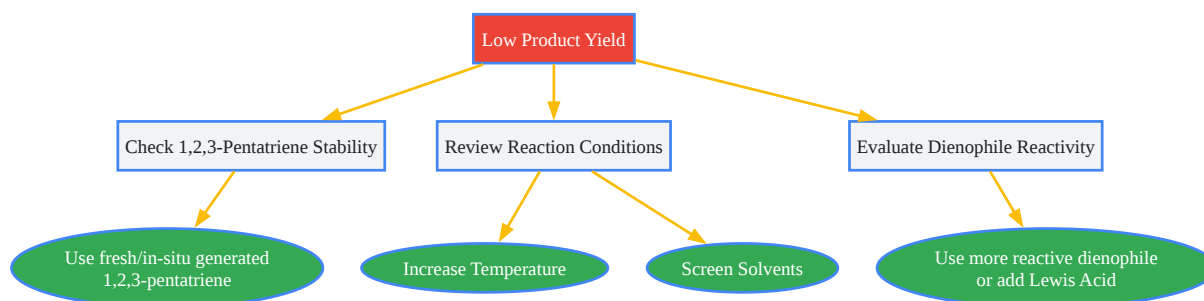 Low Product Yield
Check 1,2,3-Pentatriene Stability
Review Reaction Conditions
Evaluate Dienophile Reactivity
Use fresh/in-situ generated
1,2,3-pentatriene
Increase Temperature
Screen Solvents
Use more reactive dienophile
or add Lewis Acid